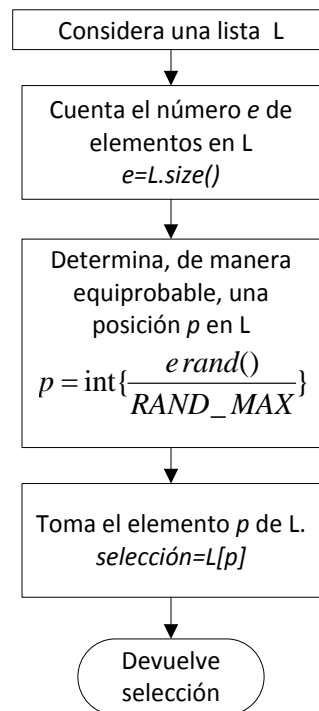 Considera una lista L
Cuenta el número e de
elementos en L
e=L.size()
Determina, de manera
equiprobable, una
posición p en L
p = int{ e rand() / RAND_MAX }
Toma el elemento p de L.
selección=L[p]
Devuelve
selección